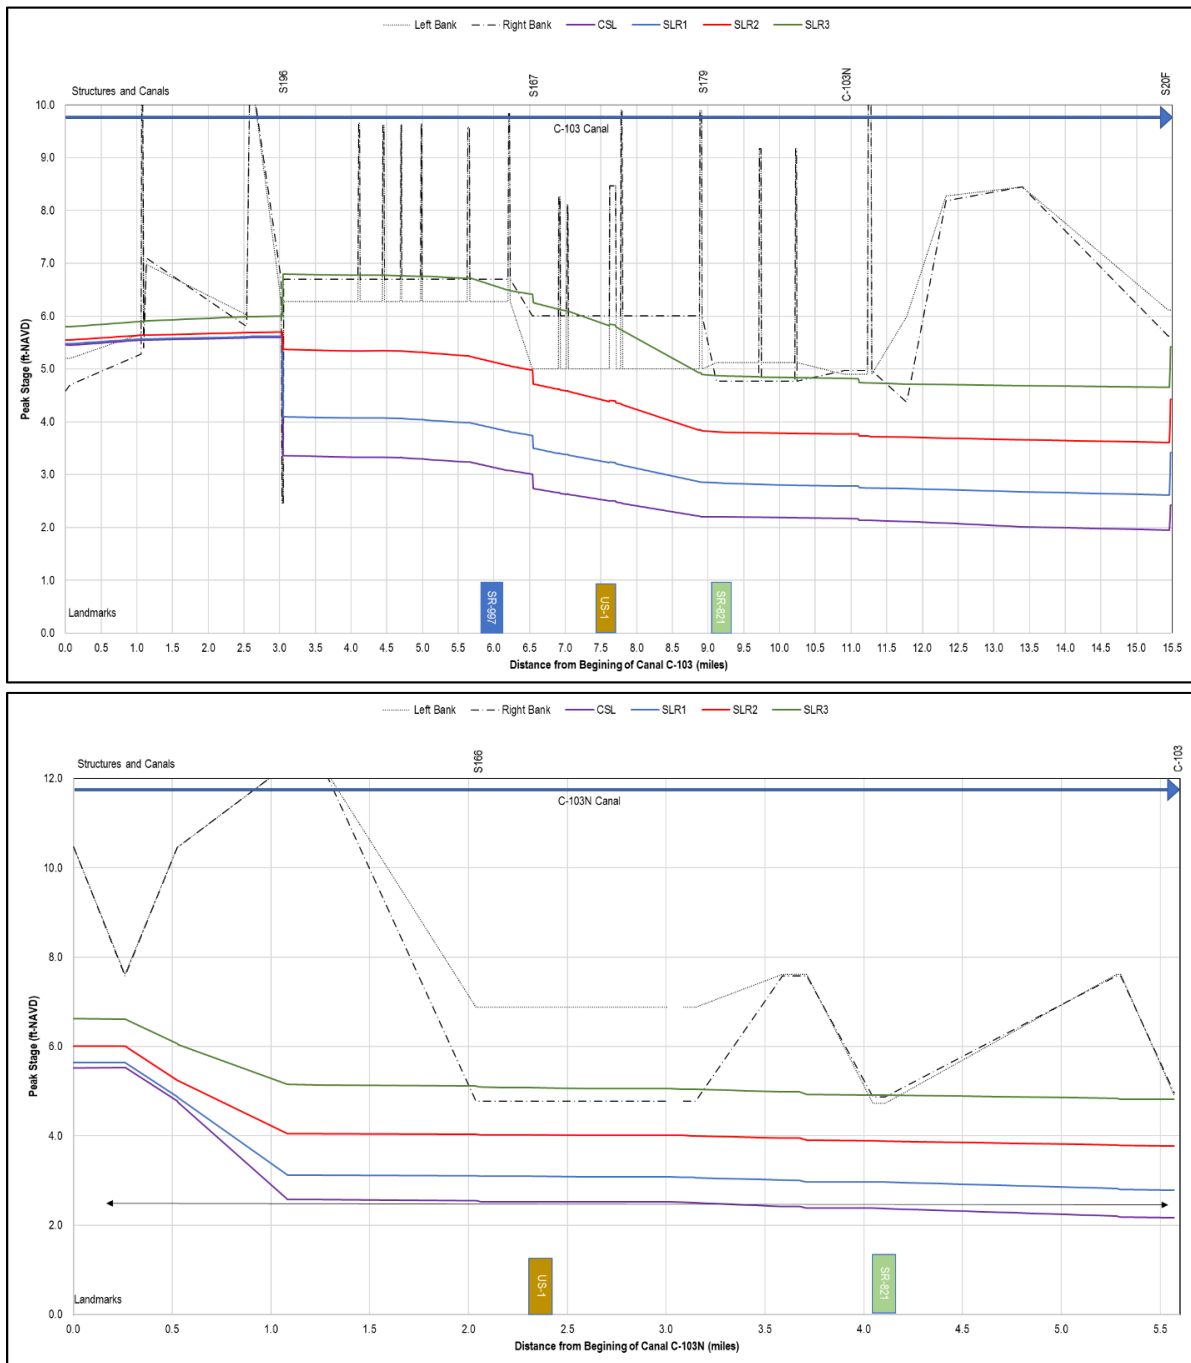 Left Bank Right Bank CSL SLR1 SLR2 SLR3
S196 S167 S179 C-103N S20F
Structures and Canals
C-103 Canal
10.0
9.0
8.0
7.0
6.0
5.0
4.0
3.0
2.0
1.0
0.0
Peak Stage (ft-NAVD)
SR-997 US-1 SR-821
Landmarks
0.0 0.5 1.0 1.5 2.0 2.5 3.0 3.5 4.0 4.5 5.0 5.5 6.0 6.5 7.0 7.5 8.0 8.5 9.0 9.5 10.0 10.5 11.0 11.5 12.0 12.5 13.0 13.5 14.0 14.5 15.0 15.5
Distance from Begining of Canal C-103 (miles)
Left Bank Right Bank CSL SLR1 SLR2 SLR3
S166 C-103
Structures and Canals
C-103N Canal
12.0
10.0
8.0
6.0
4.0
2.0
0.0
Peak Stage (ft-NAVD)
US-1 SR-821
Landmarks
0.0 0.5 1.0 1.5 2.0 2.5 3.0 3.5 4.0 4.5 5.0 5.5
Distance from Begining of Canal C-103N (miles)